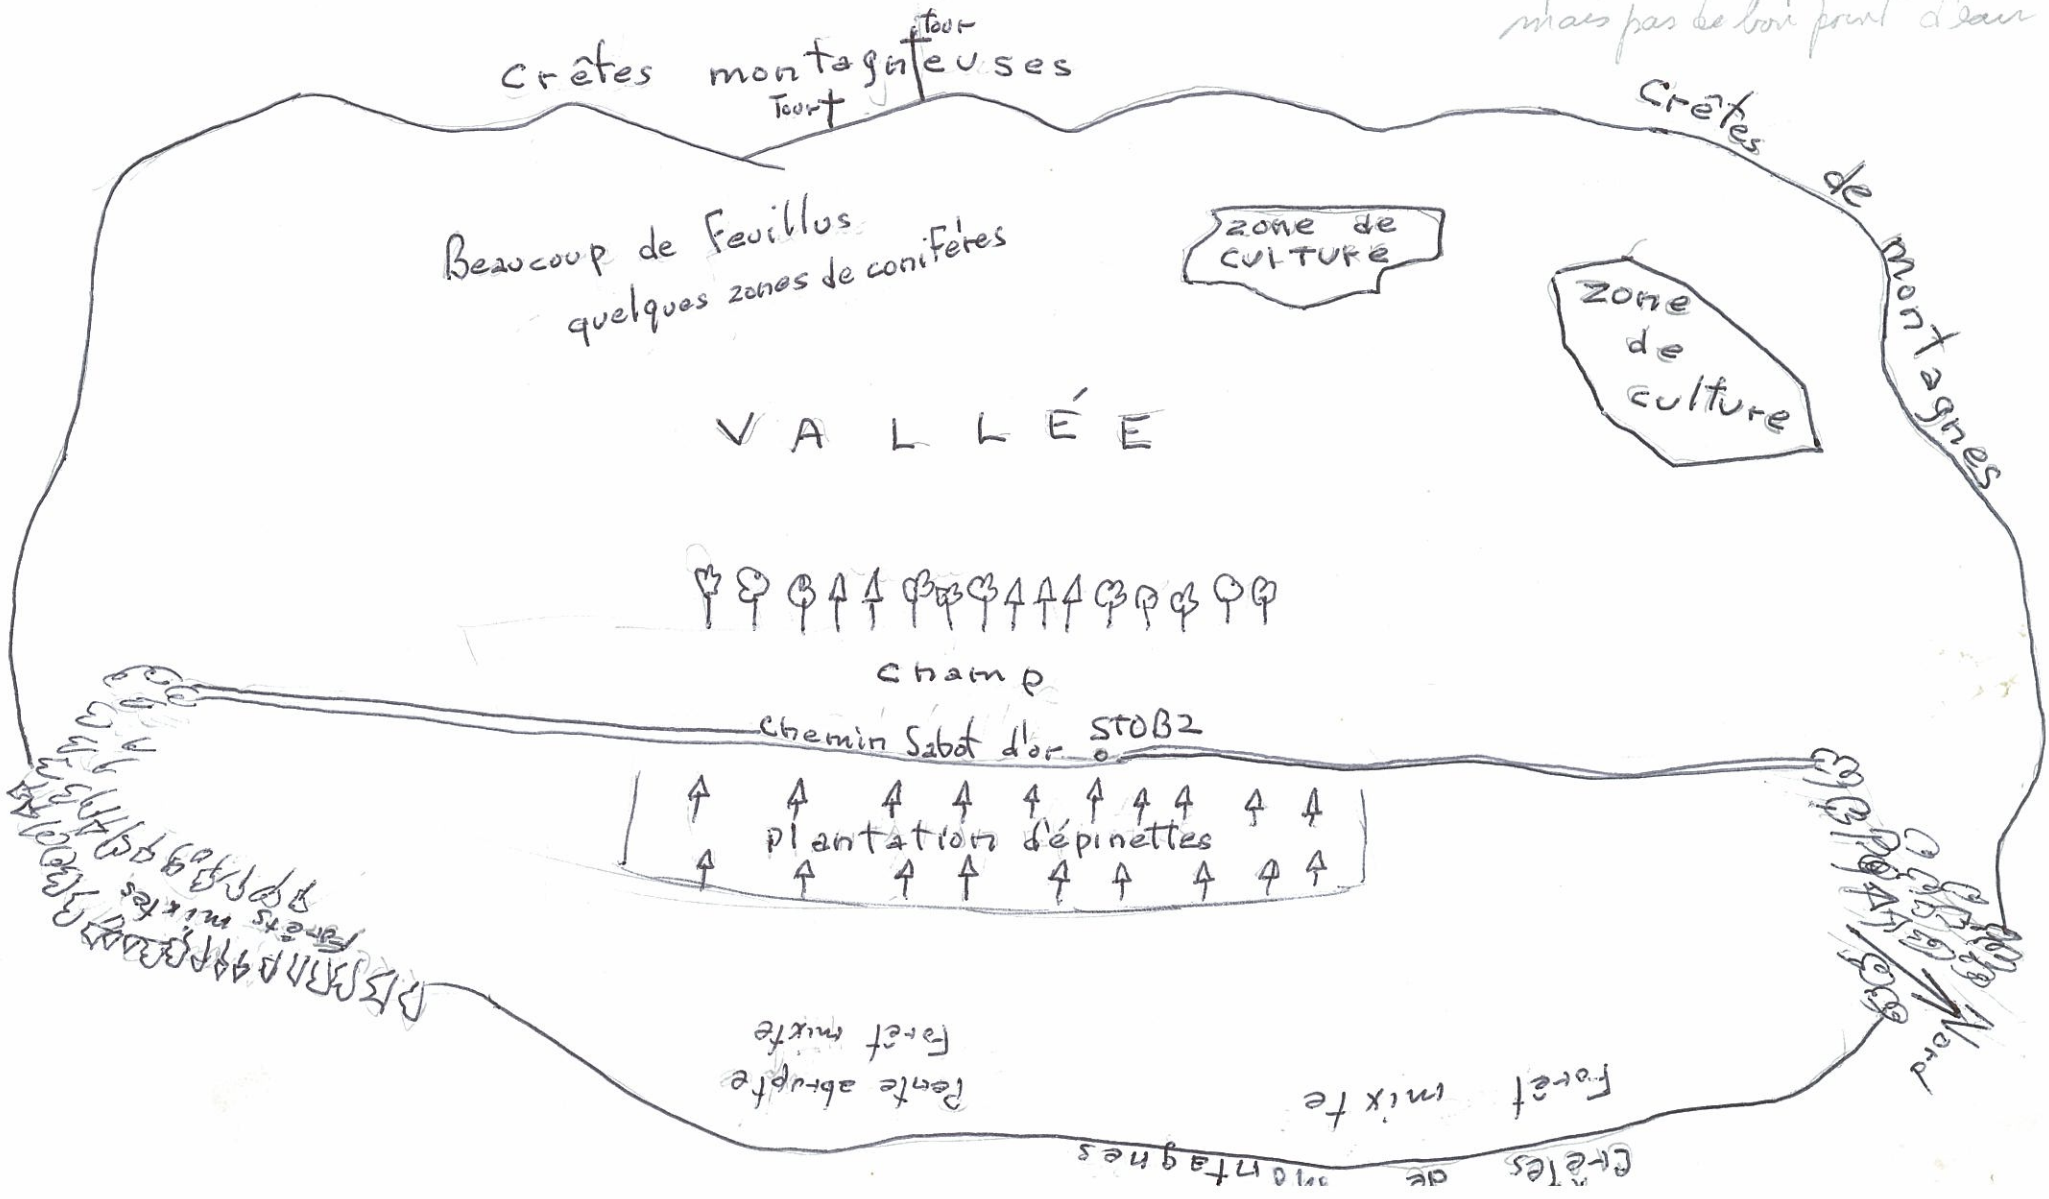 mais pas de bon point d'eau
Tour
Crêtes montagneuses
Tour
Crêtes de montagnes
Beaucoup de Feuillus
quelques zones de conifères
zone de
culture
zone
de
culture
VALLÉE
champ
Chemin Sabot d'or
STOB2
plantation d'épinettes
Forêts mixtes
Nord
Pente abrupte
Forêt mixte
Forêt mixte
Crêtes de montagnes